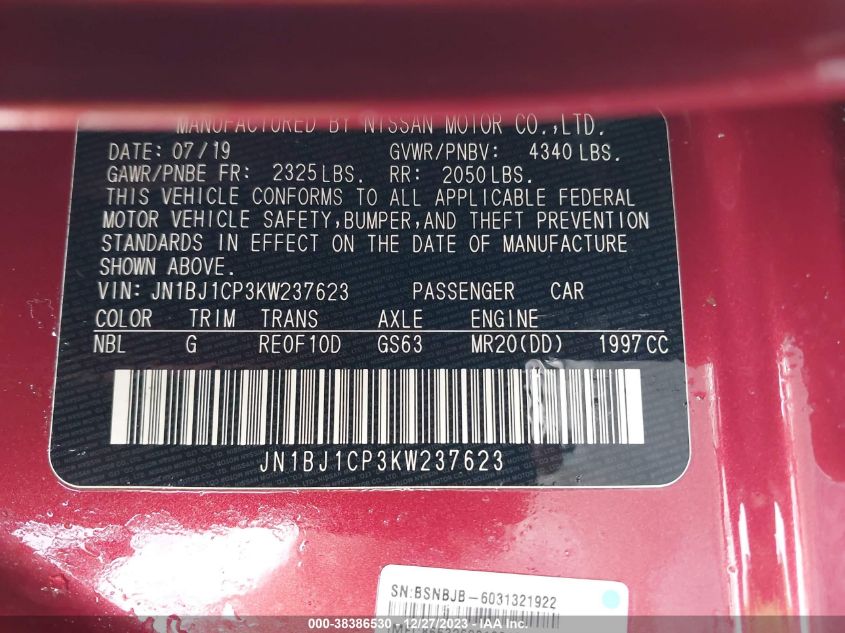 MANUFACTURED BY NISSAN MOTOR CO.,LTD.
DATE: 07/19 GVWR/PNBV: 4340 LBS.
GAWR/PNBE FR: 2325 LBS. RR: 2050 LBS.
THIS VEHICLE CONFORMS TO ALL APPLICABLE FEDERAL
MOTOR VEHICLE SAFETY,BUMPER,AND THEFT PREVENTION
STANDARDS IN EFFECT ON THE DATE OF MANUFACTURE
SHOWN ABOVE.
VIN: JN1BJ1CP3KW237623 PASSENGER CAR
COLOR TRIM TRANS AXLE ENGINE
NBL G RE0F10D GS63 MR20(DD) 1997 CC
JN1BJ1CP3KW237623
SN:BSNBJB-6031321922
12-38386530 - 12/27/2023 - IAA Inc.